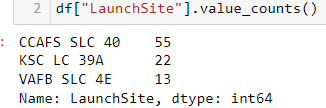 2 df["LaunchSite"].value_counts()
: CCAFS SLC 40 55
KSC LC 39A 22
VAFB SLC 4E 13
Name: LaunchSite, dtype: int64